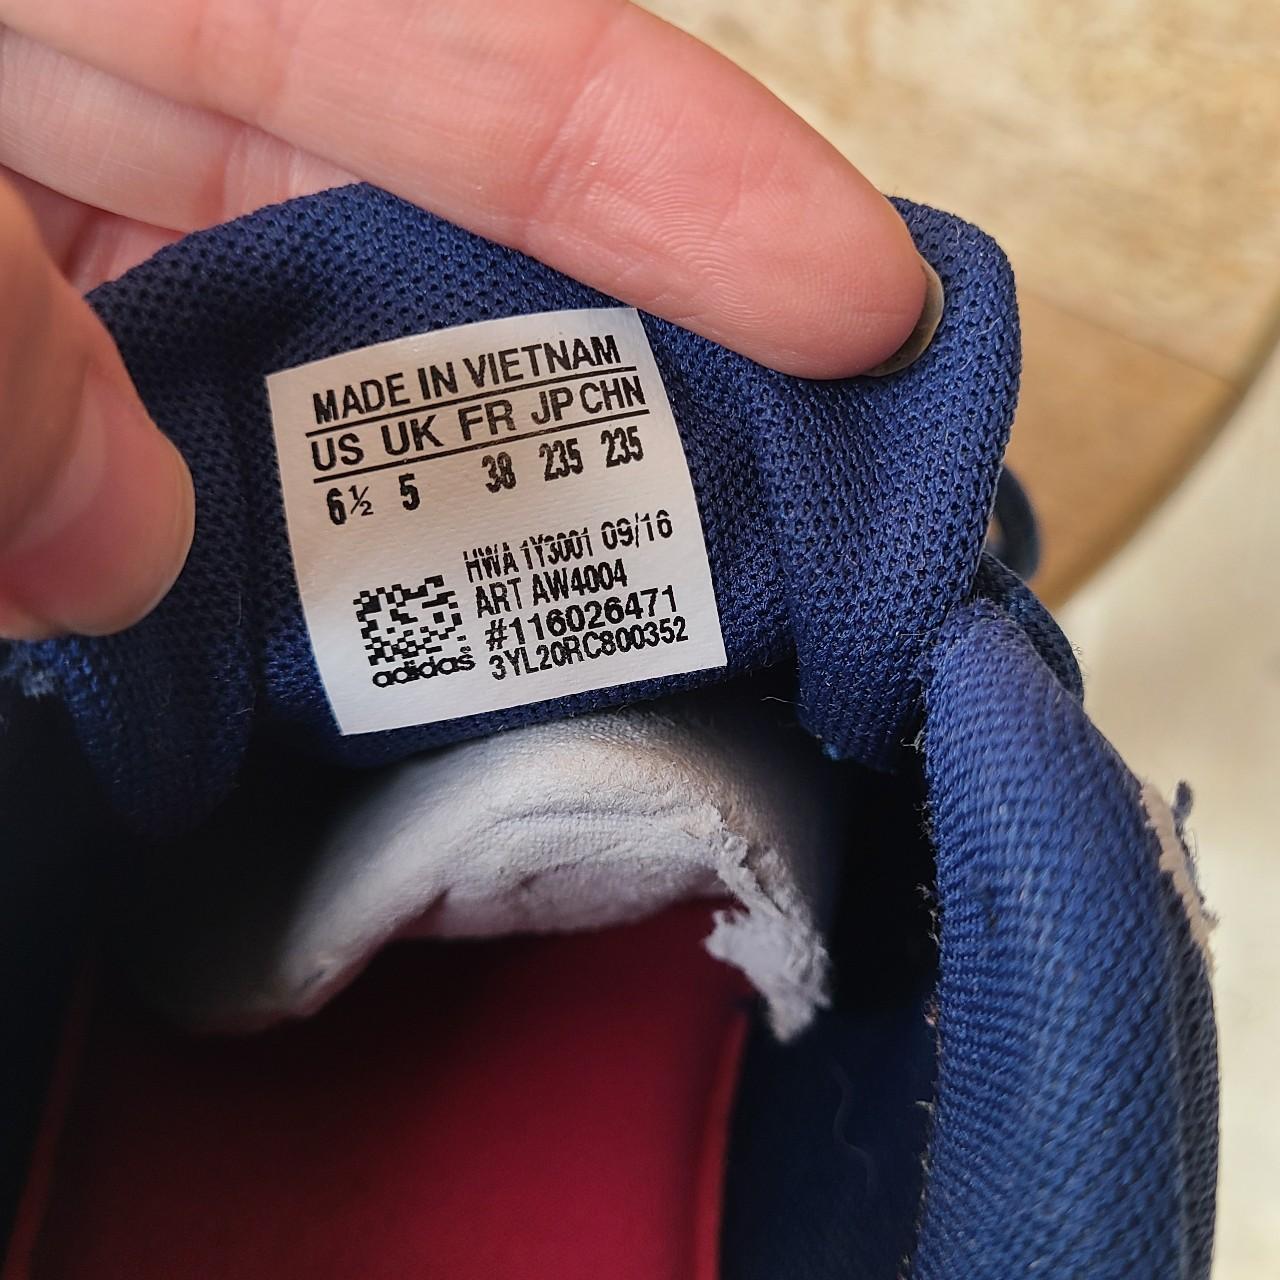 MADE IN VIETNAM
US UK FR JP CHN
6½ 5 38 235 235
HWA 1Y3001 09/16
ART AW4004
#116026471
3YL20RC800352
adidas®